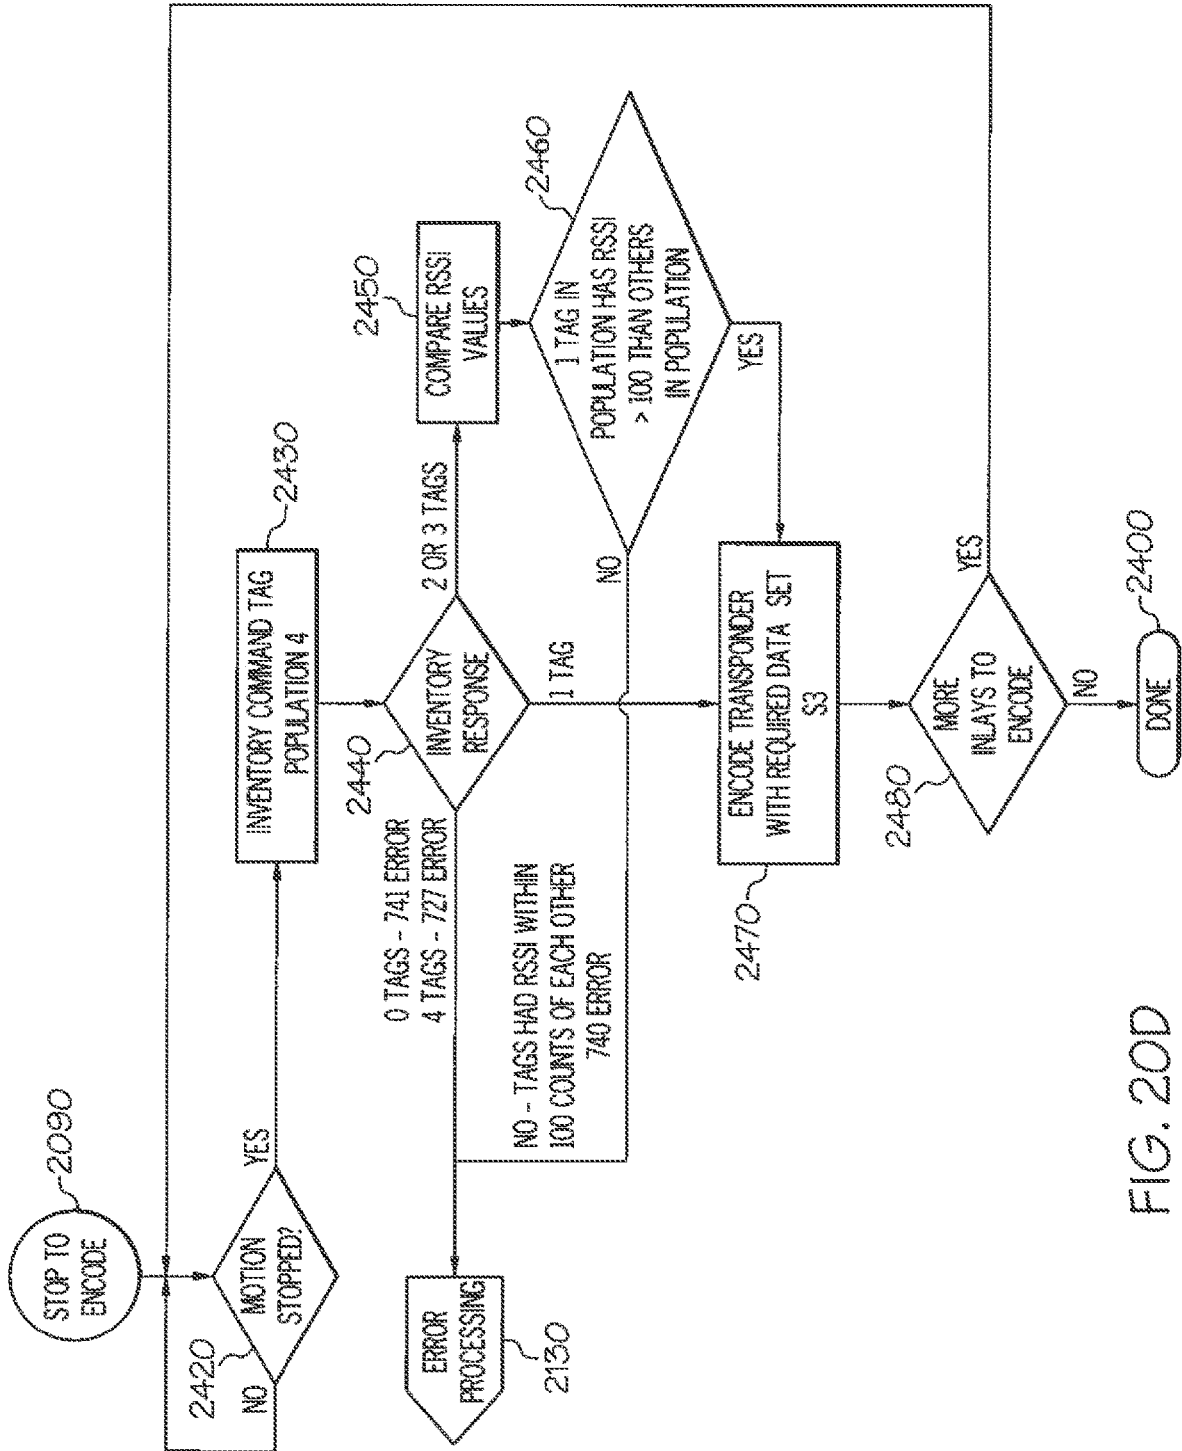 STOP TO
ENCODE
2090
MOTION
STOPPED?
2420
NO
YES
INVENTORY COMMAND TAG
POPULATION 4
2430
INVENTORY
RESPONSE
2440
0 TAGS - 741 ERROR
4 TAGS - 727 ERROR
2 OR 3 TAGS
1 TAG
COMPARE RSSI
VALUES
2450
1 TAG IN
POPULATION HAS RSSI
> 100 THAN OTHERS
IN POPULATION
2460
NO
YES
NO - TAGS HAD RSSI WITHIN
100 COUNTS OF EACH OTHER
740 ERROR
ERROR
PROCESSING
2130
ENCODE TRANSPONDER
WITH REQUIRED DATA SET
S3
2470
MORE
INLAYS TO
ENCODE
2480
YES
NO
DONE
2400
FIG. 20D